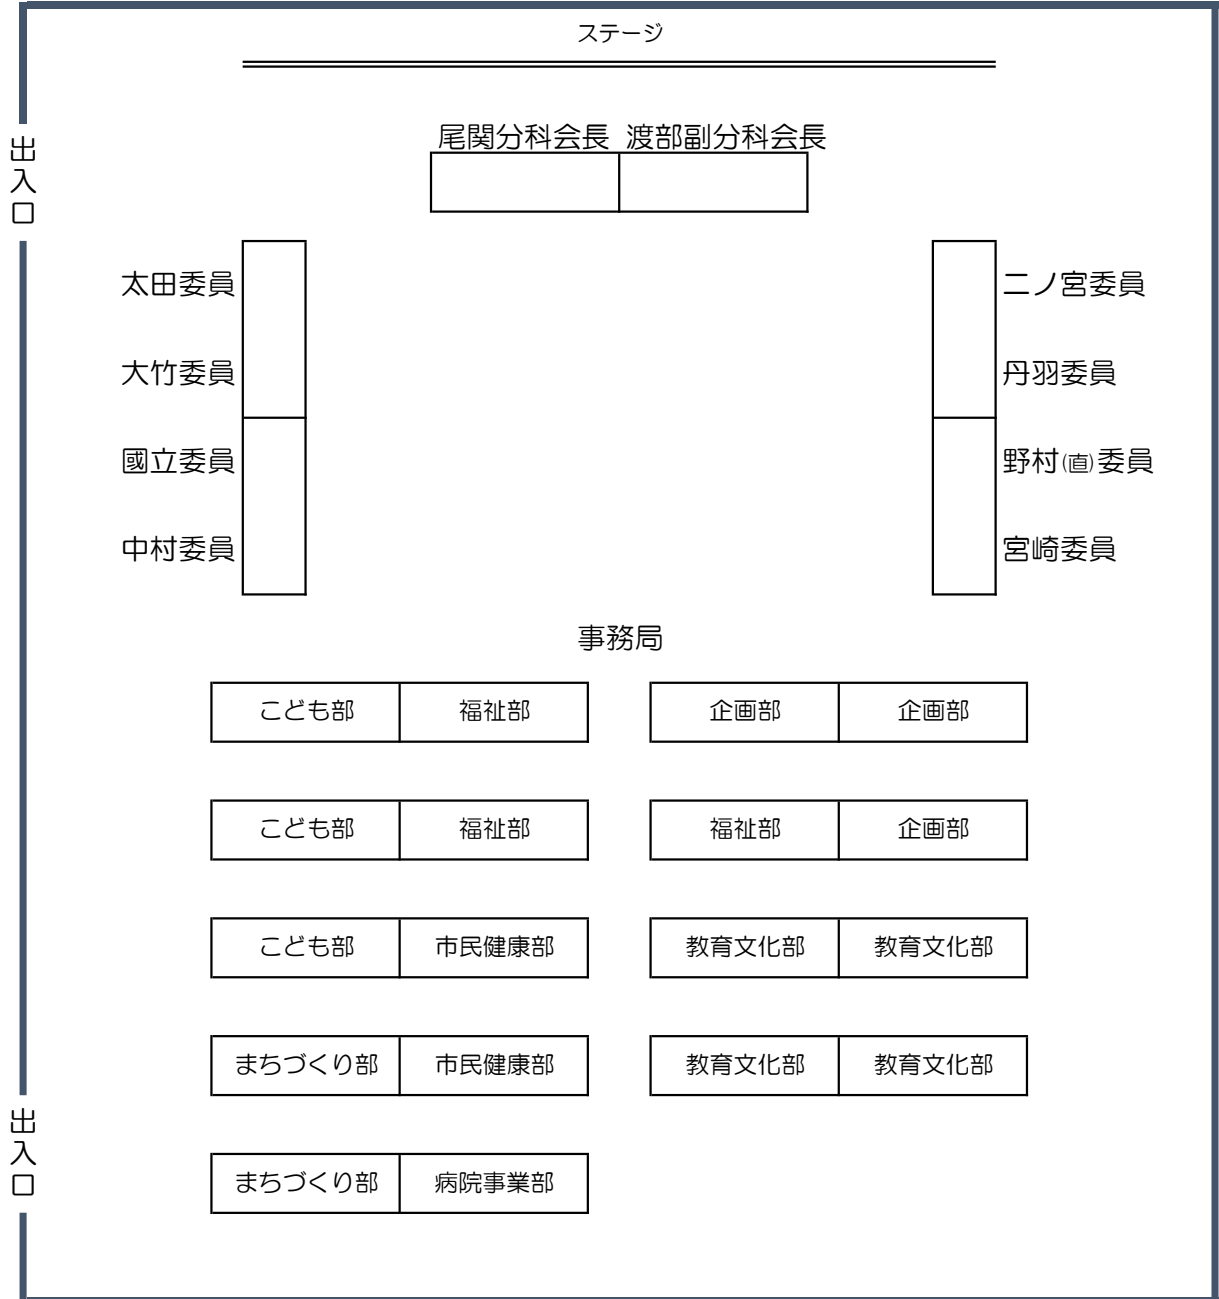 ステージ
尾関分科会長 渡部副分科会長
出入口
太田委員 二ノ宮委員
大竹委員 丹羽委員
國立委員 野村(直)委員
中村委員 宮崎委員
事務局
こども部 福祉部 企画部 企画部
こども部 福祉部 福祉部 企画部
こども部 市民健康部 教育文化部 教育文化部
まちづくり部 市民健康部 教育文化部 教育文化部
出入口
まちづくり部 病院事業部